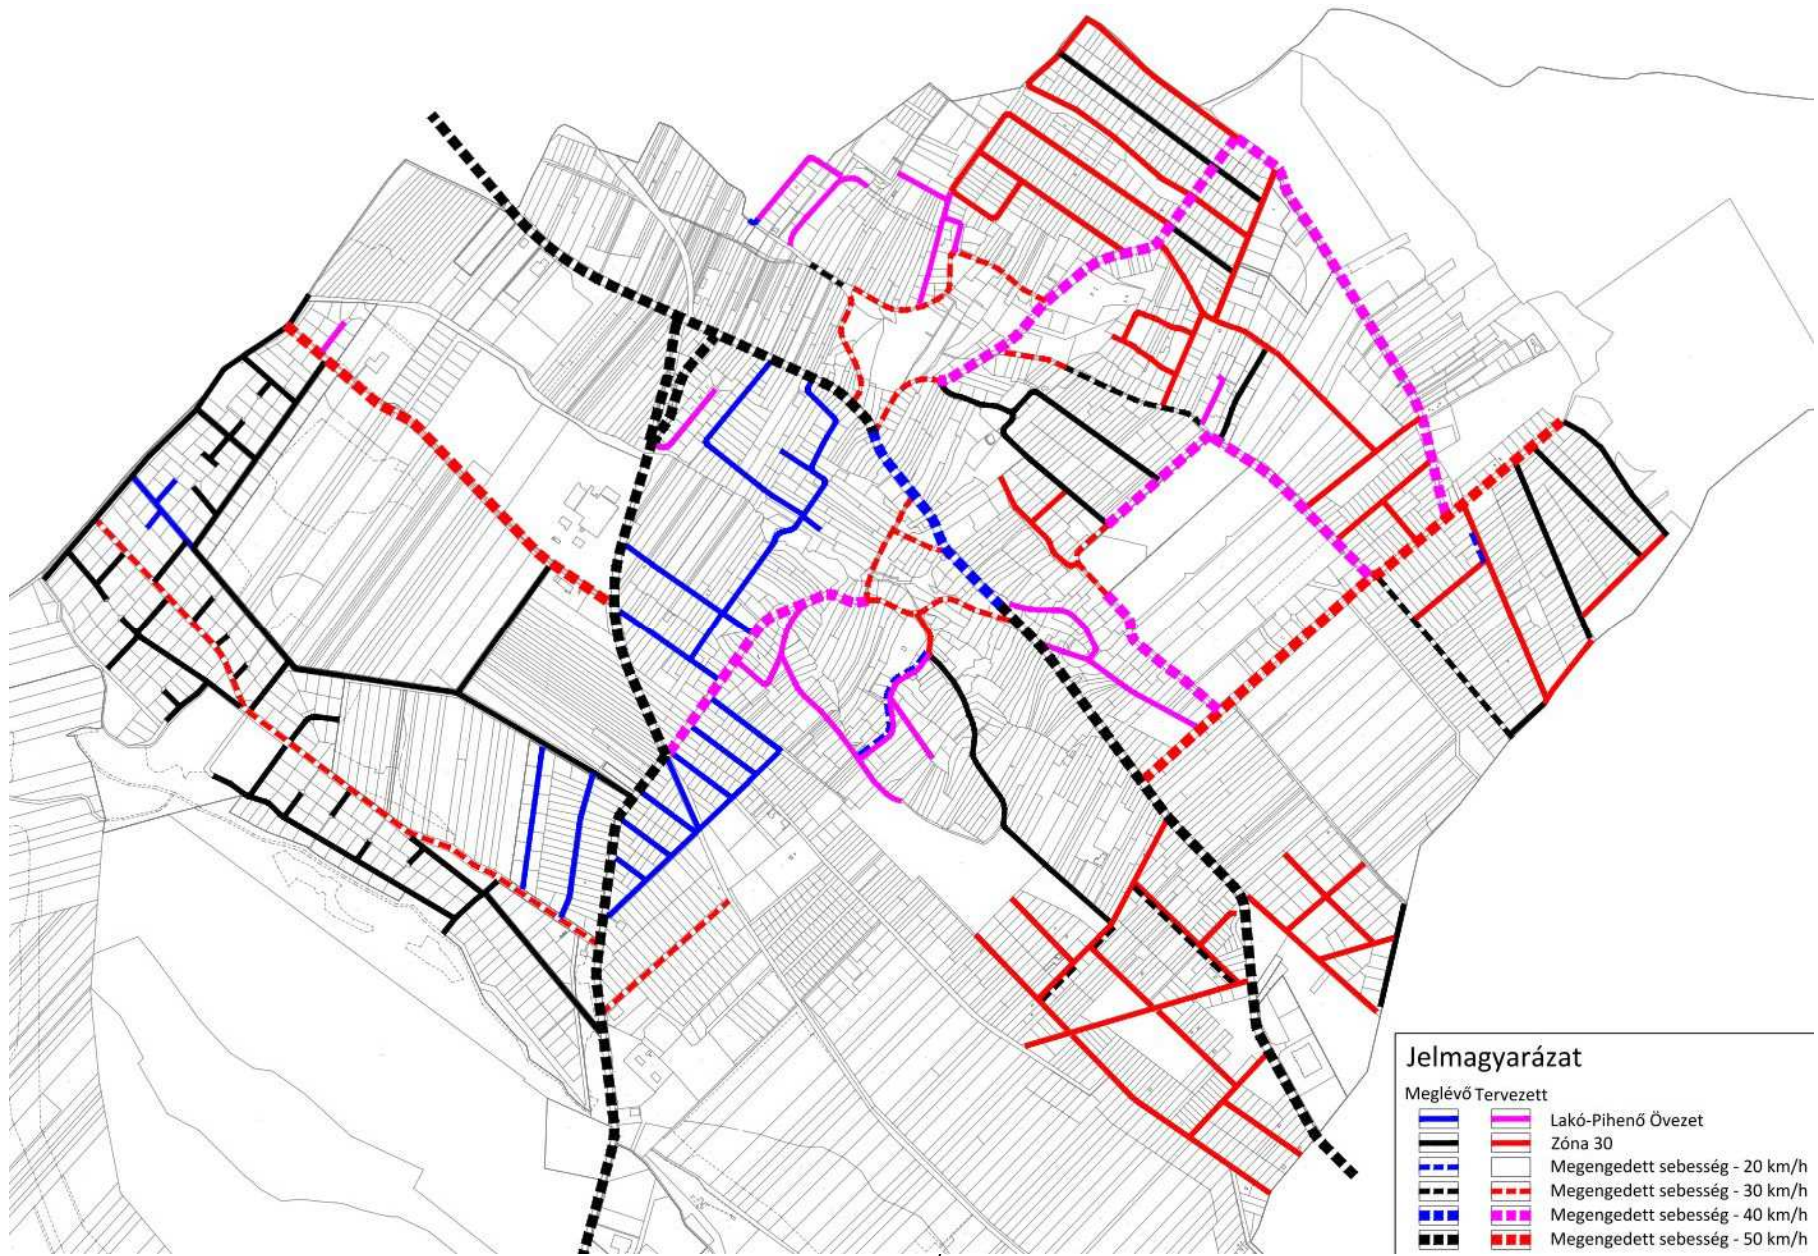 Jelmagyarázat
Meglévő Tervezett
Lakó-Pihenő Övezet
Zóna 30
Megengedett sebesség - 20 km/h
Megengedett sebesség - 30 km/h
Megengedett sebesség - 40 km/h
Megengedett sebesség - 50 km/h